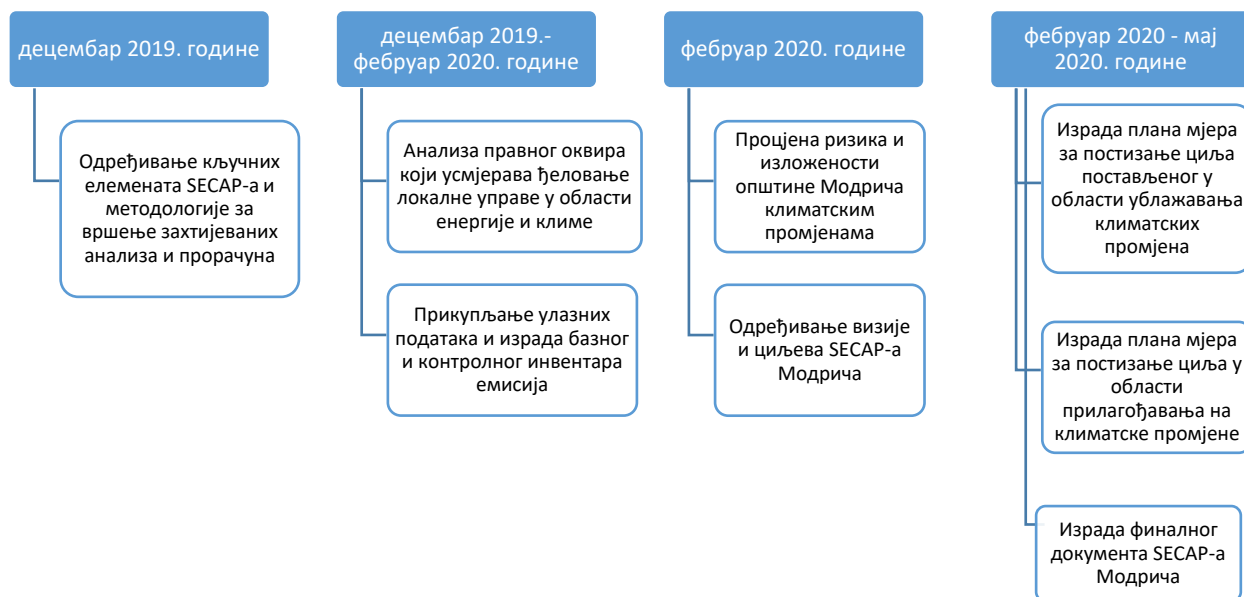 децембар 2019. године
Одређивање кључних
елемената SECAP-а и
методологије за
вршење захтијеваних
анализа и прорачуна
децембар 2019.-
фебруар 2020. године
Анализа правног оквира
који усмјерава ђеловање
локалне управе у области
енергије и климе
Прикупљање улазних
података и израда базног
и контролног инвентара
емисија
фебруар 2020. године
Процјена ризика и
изложености
општине Модрича
климатским
промјенама
Одређивање визије
и циљева SECAP-а
Модрича
фебруар 2020 - мај
2020. године
Израда плана мјера
за постизање циља
постављеног у
области ублажавања
климатских
промјена
Израда плана мјера
за постизање циља у
области
прилагођавања на
климатске промјене
Израда финалног
документа SECAP-а
Модрича